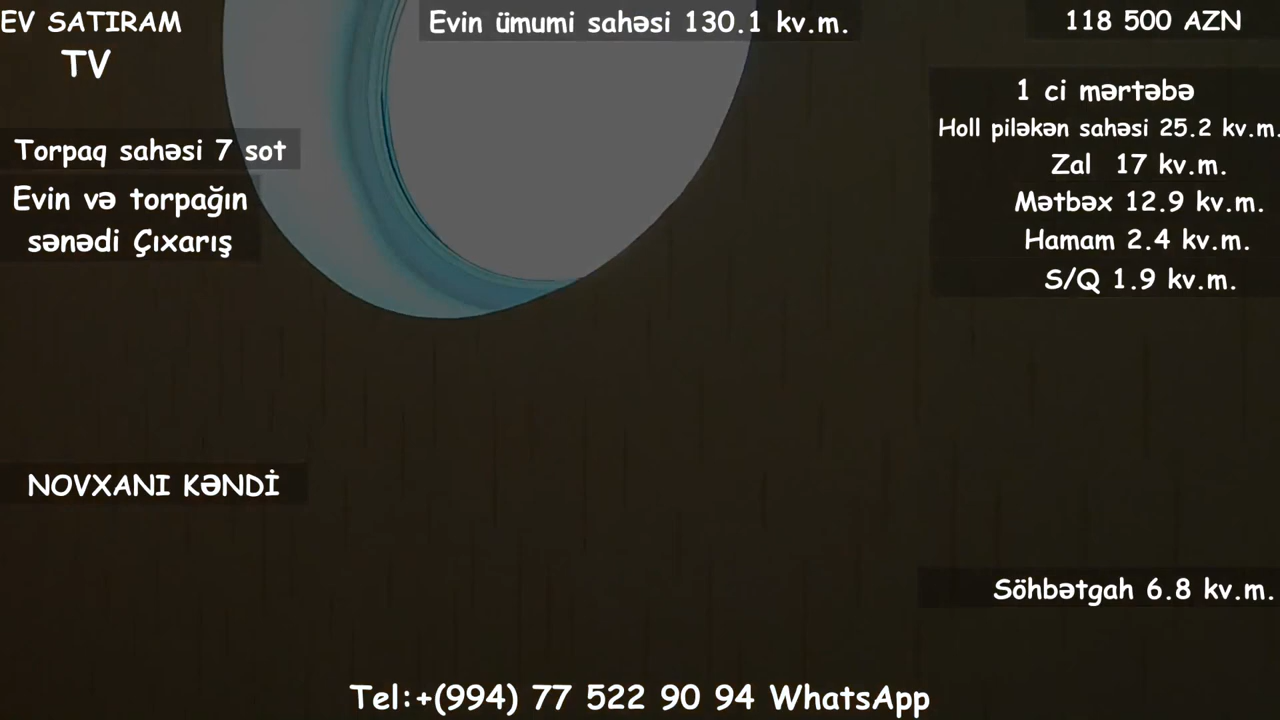 EV SATIRAM
TV
Evin ümumi sahəsi 130.1 kv.m.
118 500 AZN
Torpaq sahəsi 7 sot
Evin və torpağın
sənədi Çıxarış
1 ci mərtəbə
Holl piləkən sahəsi 25.2 kv.m.
Zal 17 kv.m.
Mətbəx 12.9 kv.m.
Hamam 2.4 kv.m.
S/Q 1.9 kv.m.
NOVXANI KƏNDİ
Söhbətgah 6.8 kv.m.
Tel:+(994) 77 522 90 94 WhatsApp